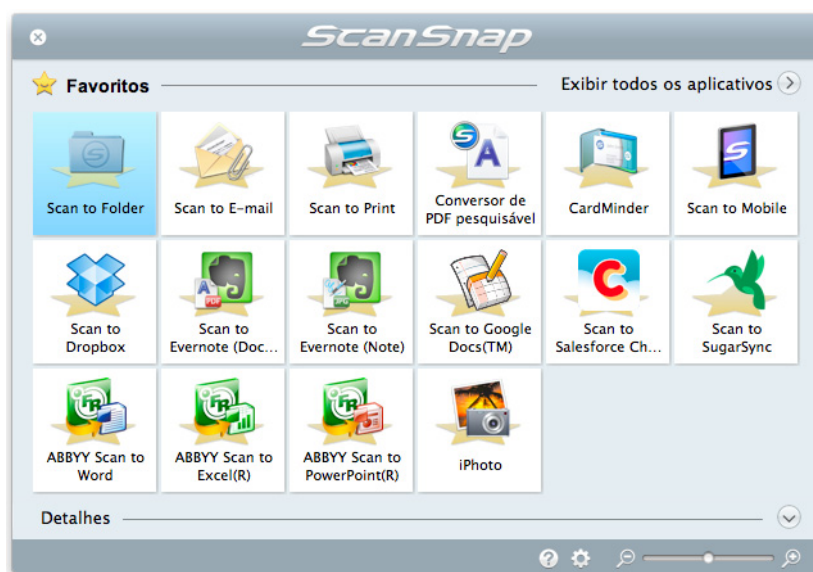 ScanSnap
Favoritos
Exibir todos os aplicativos
Scan to Folder
Scan to E-mail
Scan to Print
Conversor de
PDF pesquisável
CardMinder
Scan to Mobile
Scan to
Dropbox
Scan to
Evernote (Doc...
Scan to
Evernote (Note)
Scan to Google
Docs(TM)
Scan to
Salesforce Ch...
Scan to
SugarSync
ABBYY Scan to
Word
ABBYY Scan to
Excel(R)
ABBYY Scan to
PowerPoint(R)
iPhoto
Detalhes